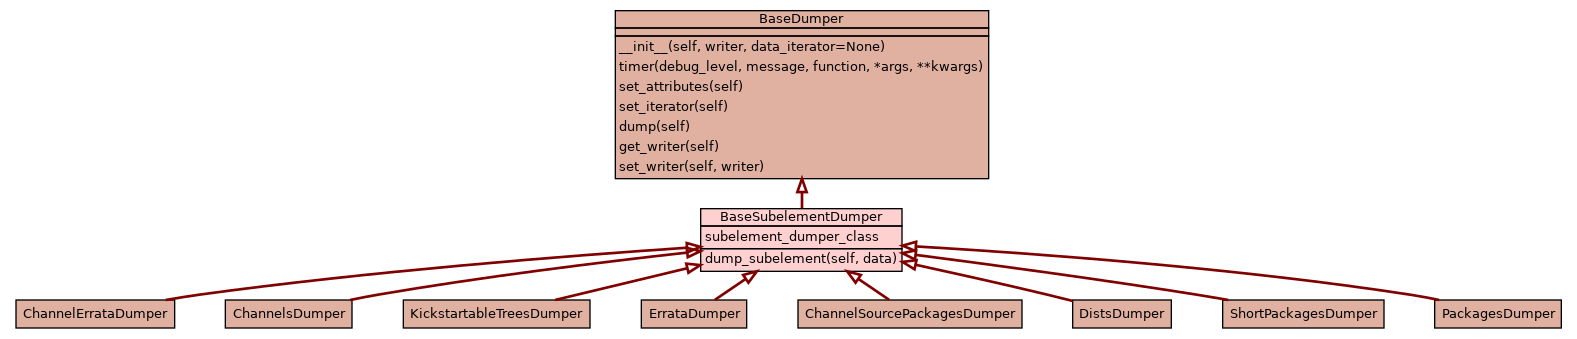 BaseDumper
__init__(self, writer, data_iterator=None)
timer(debug_level, message, function, *args, **kwargs)
set_attributes(self)
set_iterator(self)
dump(self)
get_writer(self)
set_writer(self, writer)
BaseSubelementDumper
subelement_dumper_class
dump_subelement(self, data)
ChannelErrataDumper
ChannelsDumper
KickstartableTreesDumper
ErrataDumper
ChannelSourcePackagesDumper
DistsDumper
ShortPackagesDumper
PackagesDumper